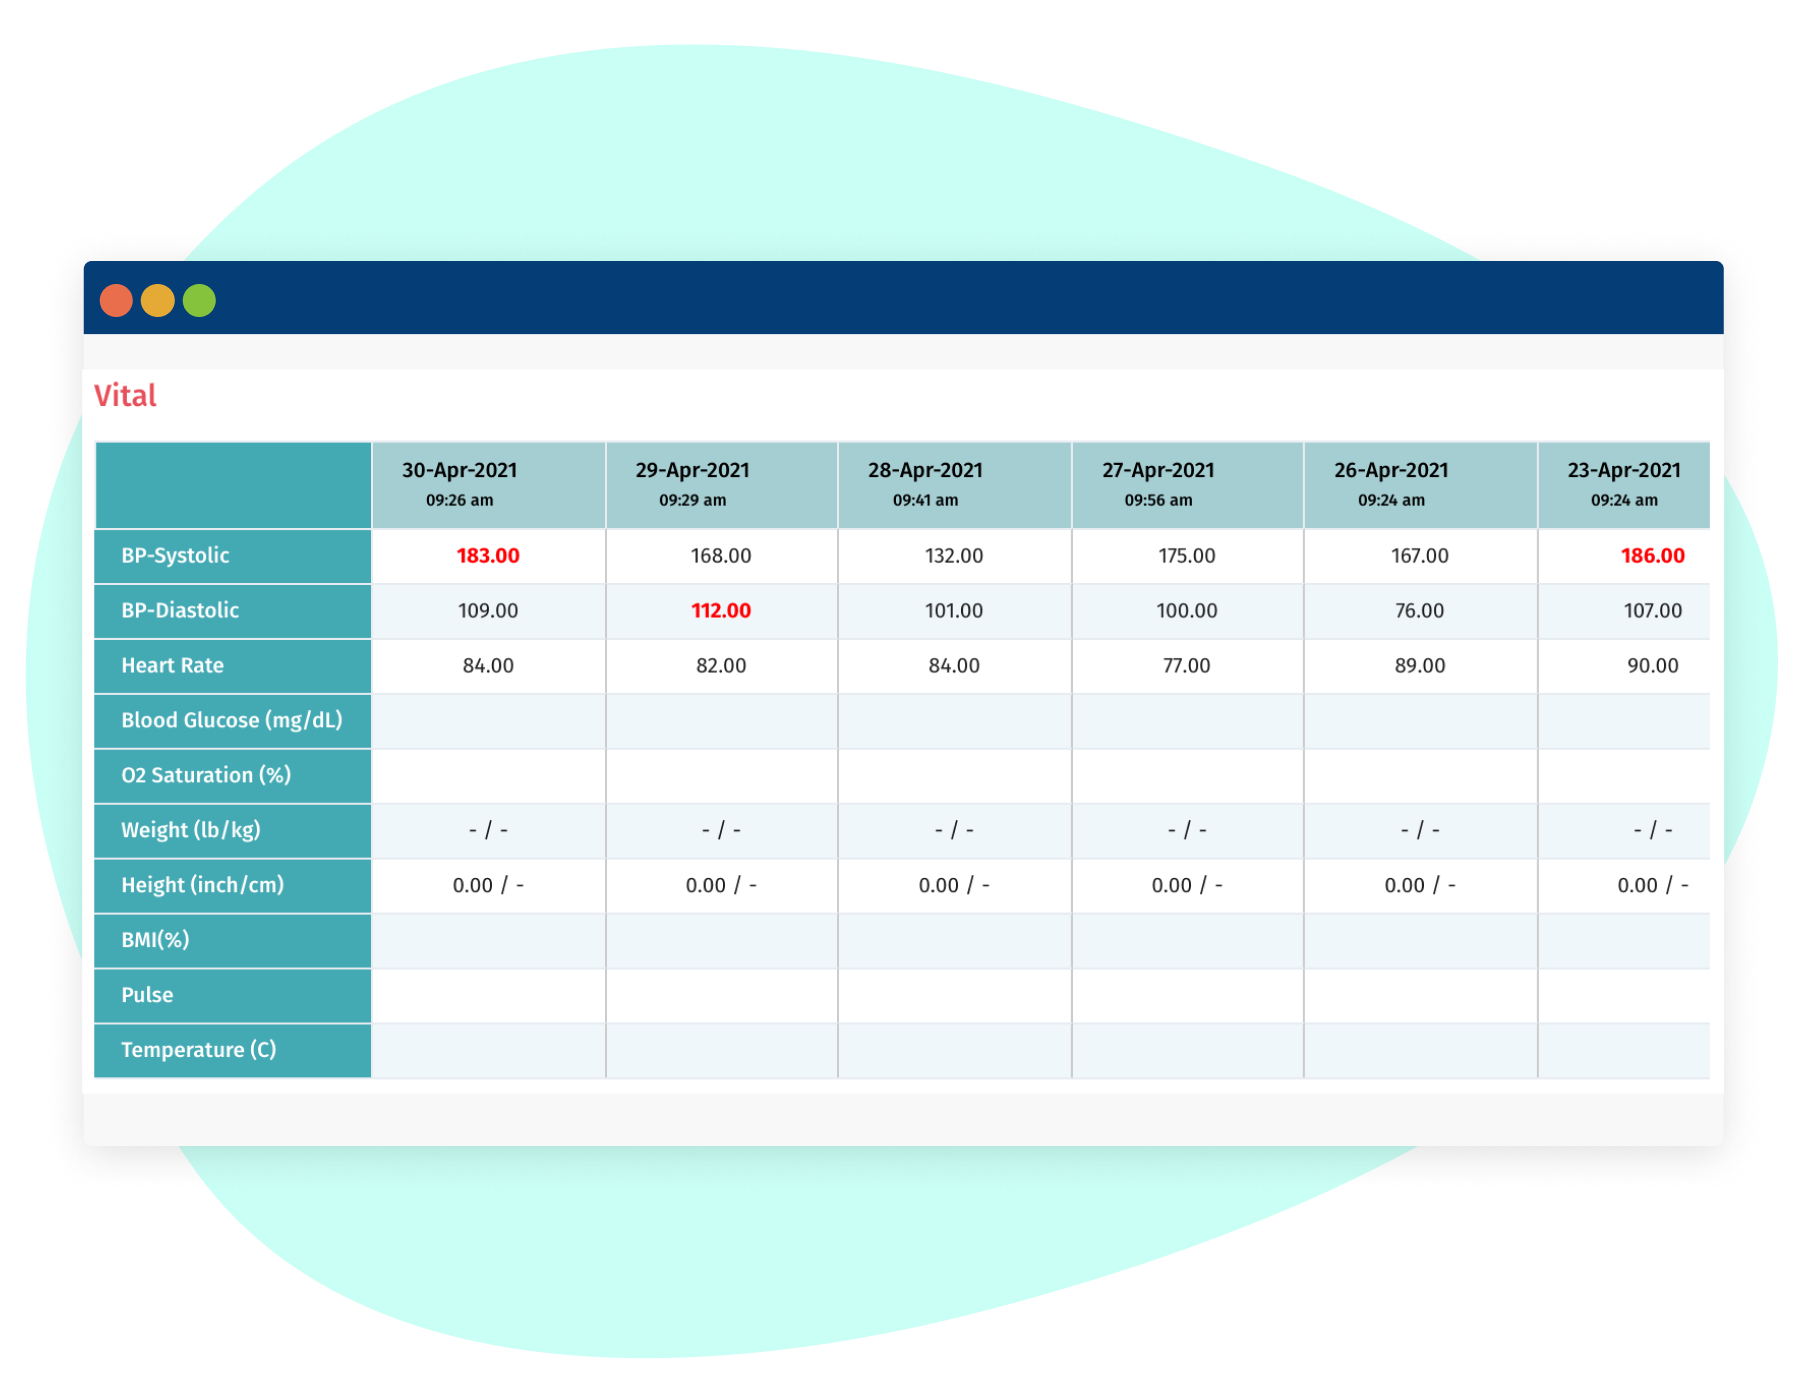 Vital
30-Apr-2021 29-Apr-2021 28-Apr-2021 27-Apr-2021 26-Apr-2021 23-Apr-2021
09:26 am 09:29 am 09:41 am 09:56 am 09:24 am 09:24 am
BP-Systolic 183.00 168.00 132.00 175.00 167.00 186.00
BP-Diastolic 109.00 112.00 101.00 100.00 76.00 107.00
Heart Rate 84.00 82.00 84.00 77.00 89.00 90.00
Blood Glucose (mg/dL)
O2 Saturation (%)
Weight (lb/kg) - / - - / - - / - - / - - / - - / -
Height (inch/cm) 0.00 / - 0.00 / - 0.00 / - 0.00 / - 0.00 / - 0.00 / -
BMI(%)
Pulse
Temperature (C)